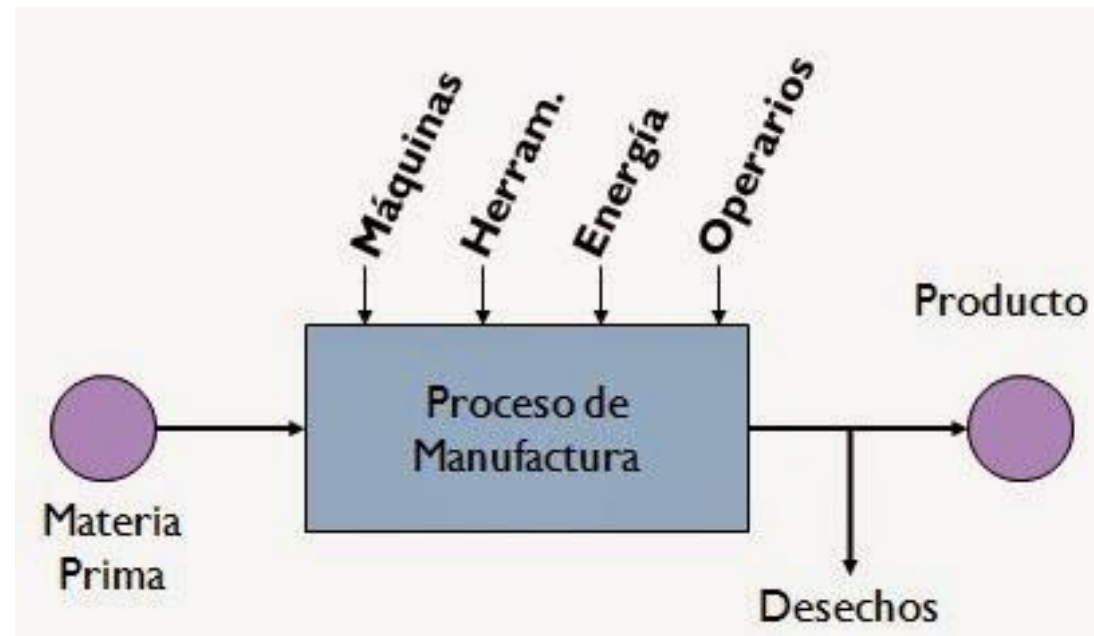 Máquinas
Herram.
Energía
Operarios
Producto
Proceso de
Manufactura
Materia
Prima
Desechos